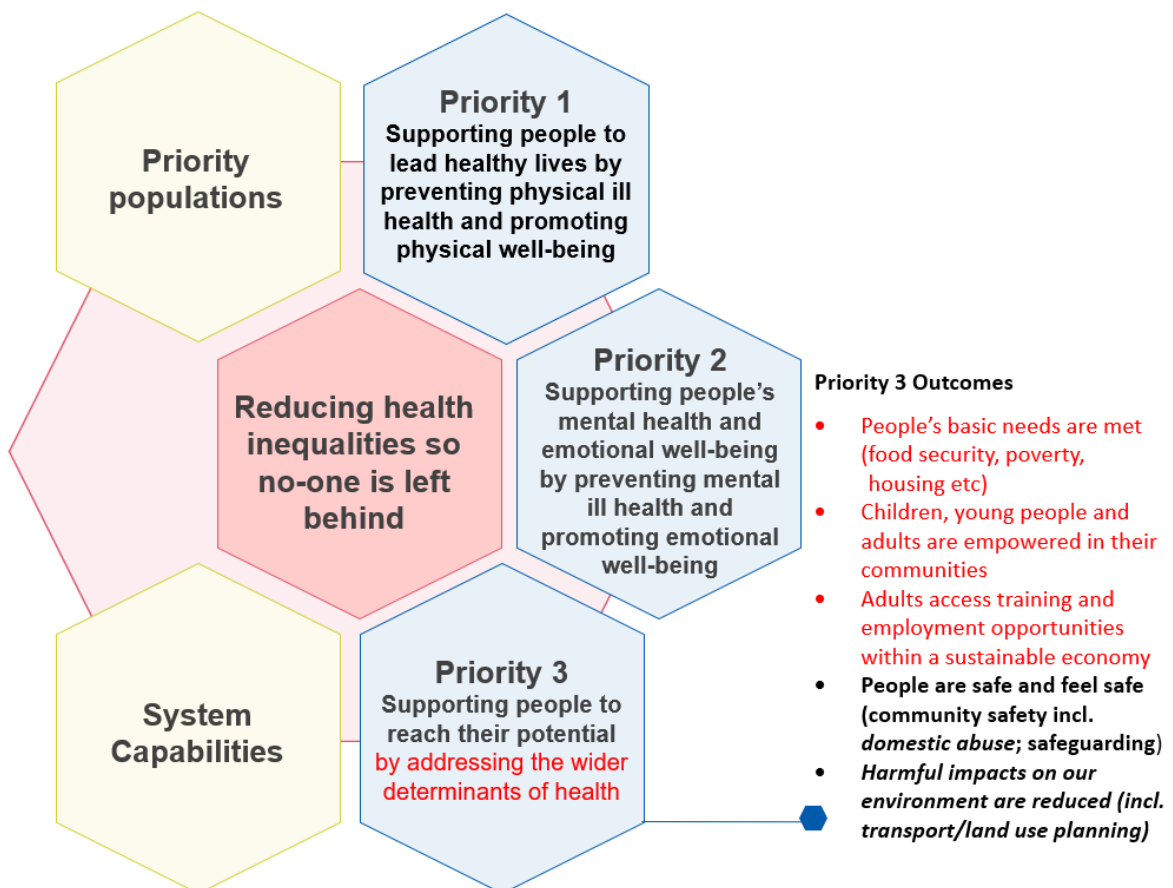 Priority
populations
Priority 1
Supporting people to
lead healthy lives by
preventing physical ill
health and promoting
physical well-being
Reducing health
inequalities so
no-one is left
behind
Priority 2
Supporting people’s
mental health and
emotional well-being
by preventing mental
ill health and
promoting emotional
well-being
System
Capabilities
Priority 3
Supporting people to
reach their potential
by addressing the wider
determinants of health
Priority 3 Outcomes
• People’s basic needs are met
(food security, poverty,
housing etc)
• Children, young people and
adults are empowered in their
communities
• Adults access training and
employment opportunities
within a sustainable economy
• People are safe and feel safe
(community safety incl.
domestic abuse; safeguarding)
• Harmful impacts on our
environment are reduced (incl.
transport/land use planning)